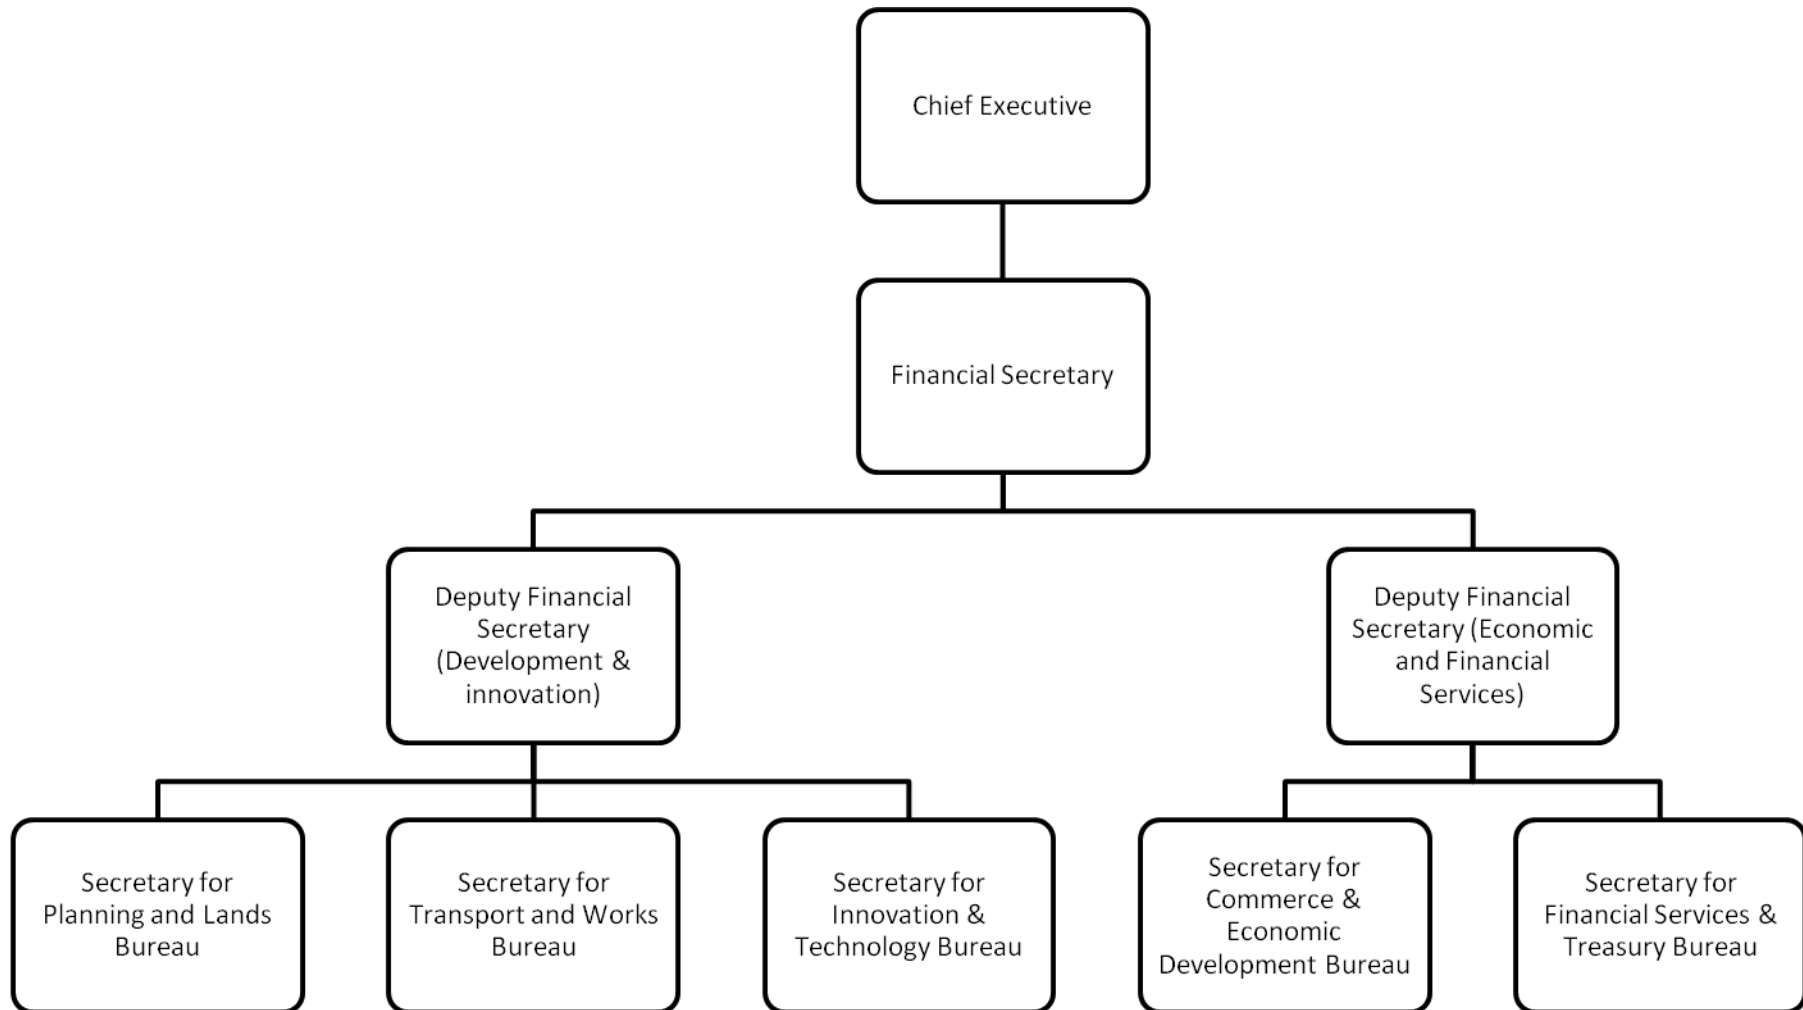 Chief Executive
Financial Secretary
Deputy Financial
Secretary
(Development &
innovation)
Deputy Financial
Secretary (Economic
and Financial
Services)
Secretary for
Planning and Lands
Bureau
Secretary for
Transport and Works
Bureau
Secretary for
Innovation &
Technology Bureau
Secretary for
Commerce &
Economic
Development Bureau
Secretary for
Financial Services &
Treasury Bureau